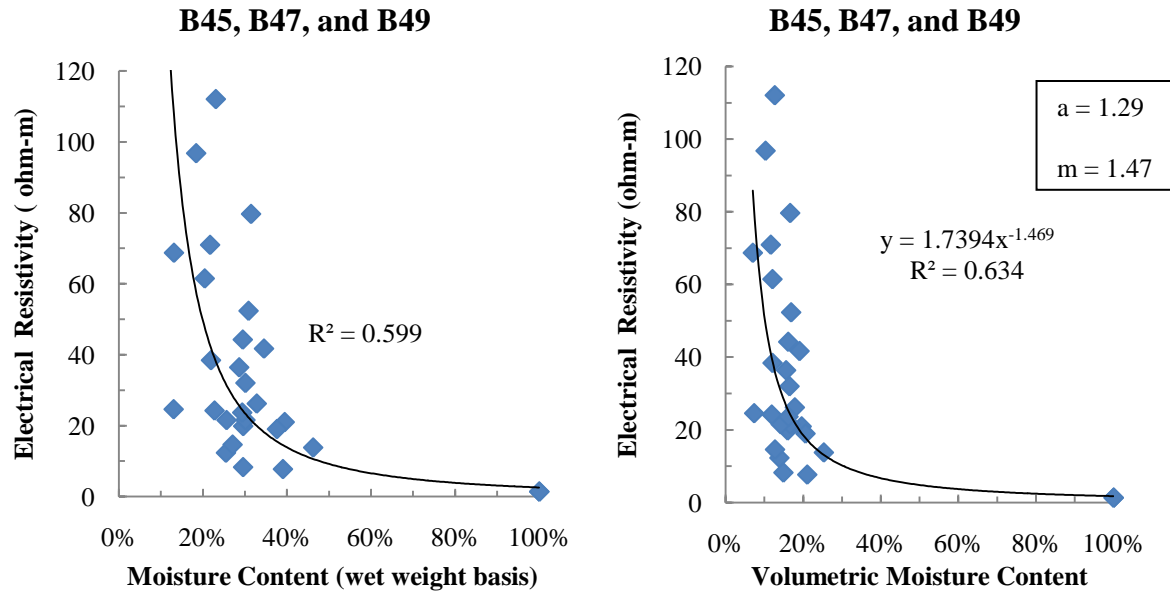 B45, B47, and B49
Electrical Resistivity ( ohm-m)
120
100
80
60
40
20
0
R² = 0.599
0% 20% 40% 60% 80% 100%
Moisture Content (wet weight basis)
B45, B47, and B49
Electrical Resistivity (ohm-m)
120
100
80
60
40
20
0
a = 1.29
m = 1.47
y = 1.7394x⁻¹·⁴⁶⁹
R² = 0.634
0% 20% 40% 60% 80% 100%
Volumetric Moisture Content